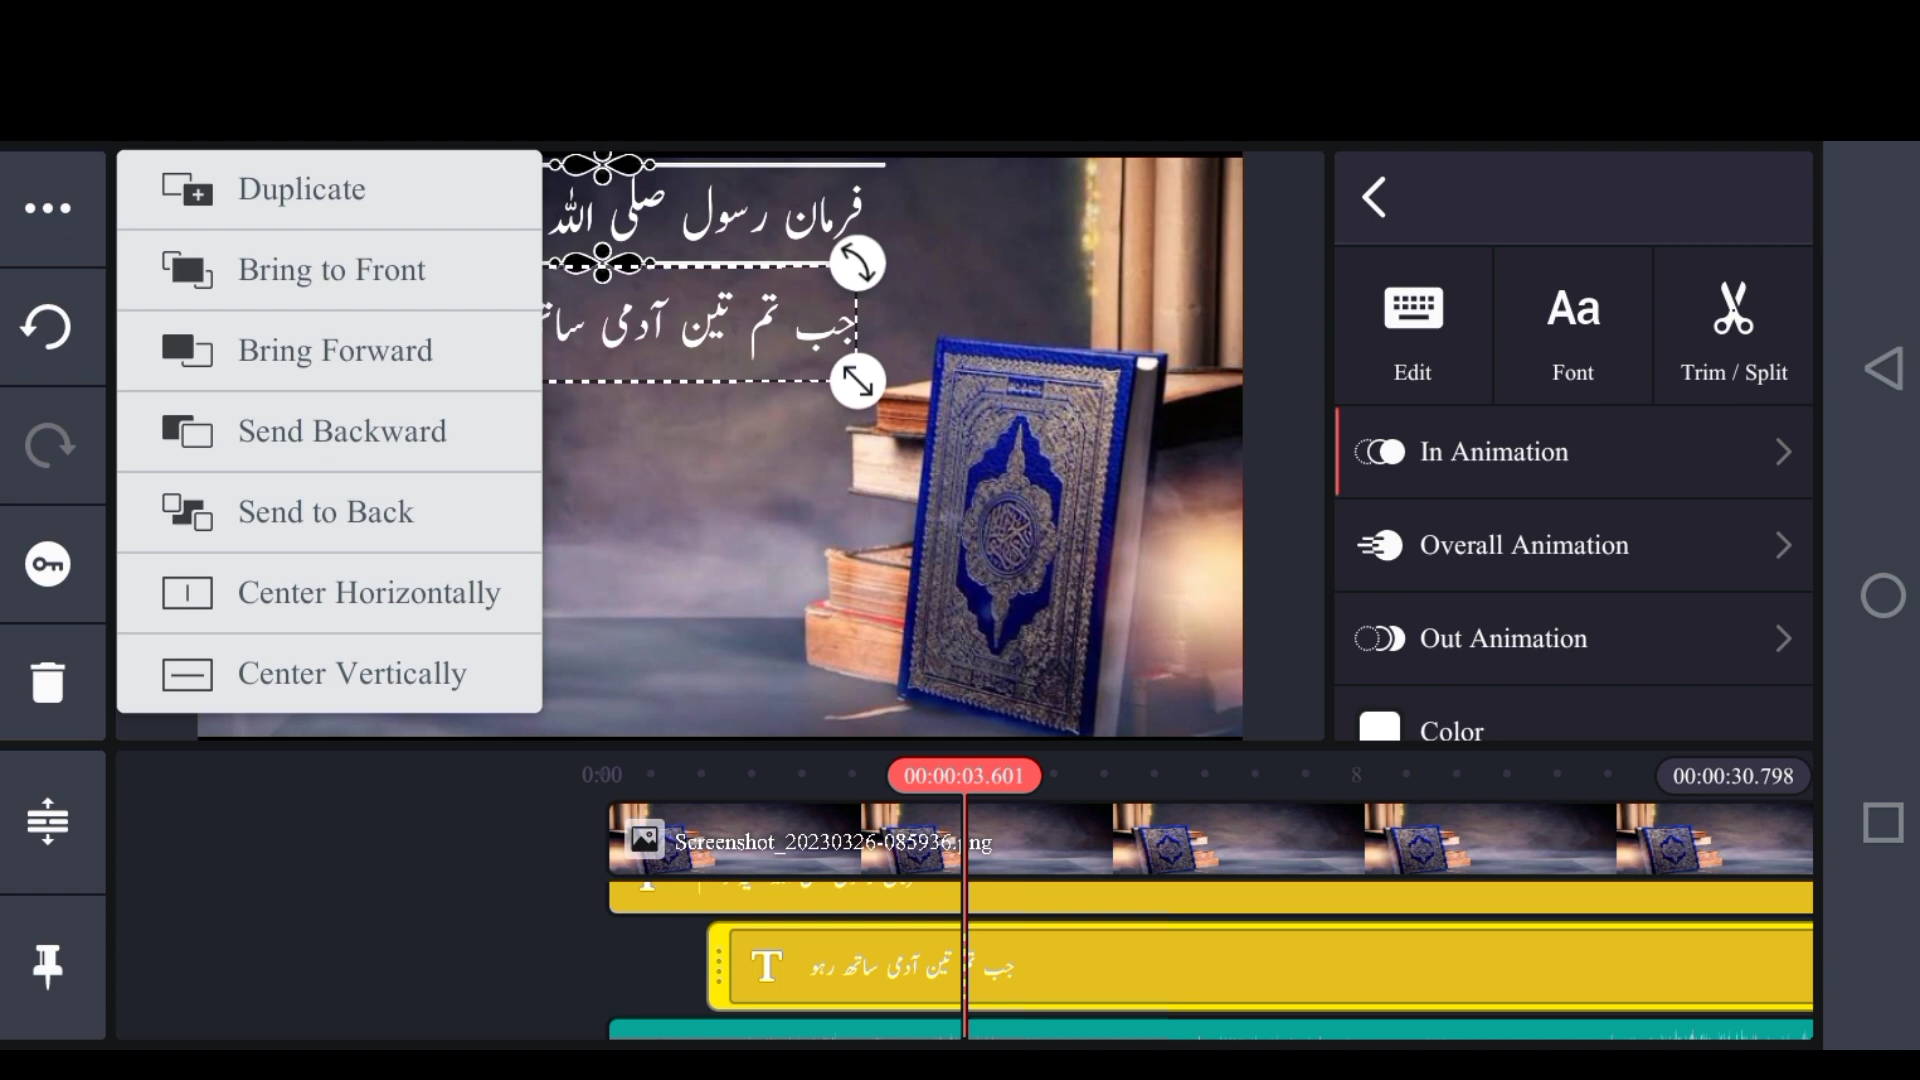 Duplicate
Bring to Front
Bring Forward
Send Backward
Send to Back
Center Horizontally
Center Vertically
فرمان رسول صلی اللہ
جب تم تین آدمی
Edit
Font
Trim / Split
In Animation
Overall Animation
Out Animation
Color
0:00
00:00:03.601
8
00:00:30.798
Screenshot_20230326-085936.png
جب تم تین آدمی ساتھ رہو